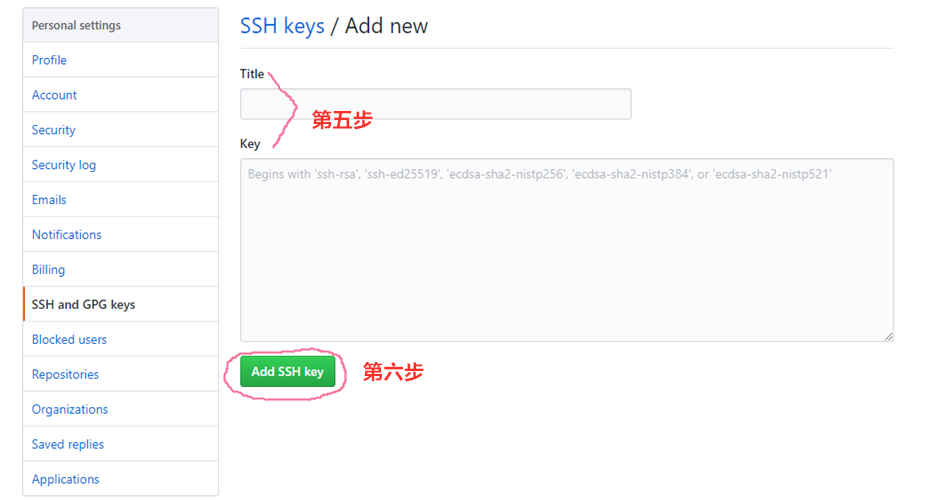 Personal settings
Profile
Account
Security
Security log
Emails
Notifications
Billing
SSH and GPG keys
Blocked users
Repositories
Organizations
Saved replies
Applications
SSH keys / Add new
Title
第五步
Key
Begins with 'ssh-rsa', 'ssh-ed25519', 'ecdsa-sha2-nistp256', 'ecdsa-sha2-nistp384', or 'ecdsa-sha2-nistp521'
Add SSH key
第六步